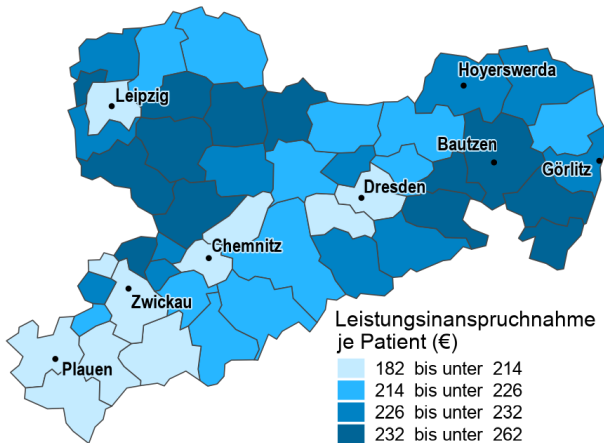 Hoyerswerda
Leipzig
Bautzen
Görlitz
Dresden
Chemnitz
Zwickau
Plauen
Leistungsinanspruchnahme
je Patient (€)
182 bis unter 214
214 bis unter 226
226 bis unter 232
232 bis unter 262